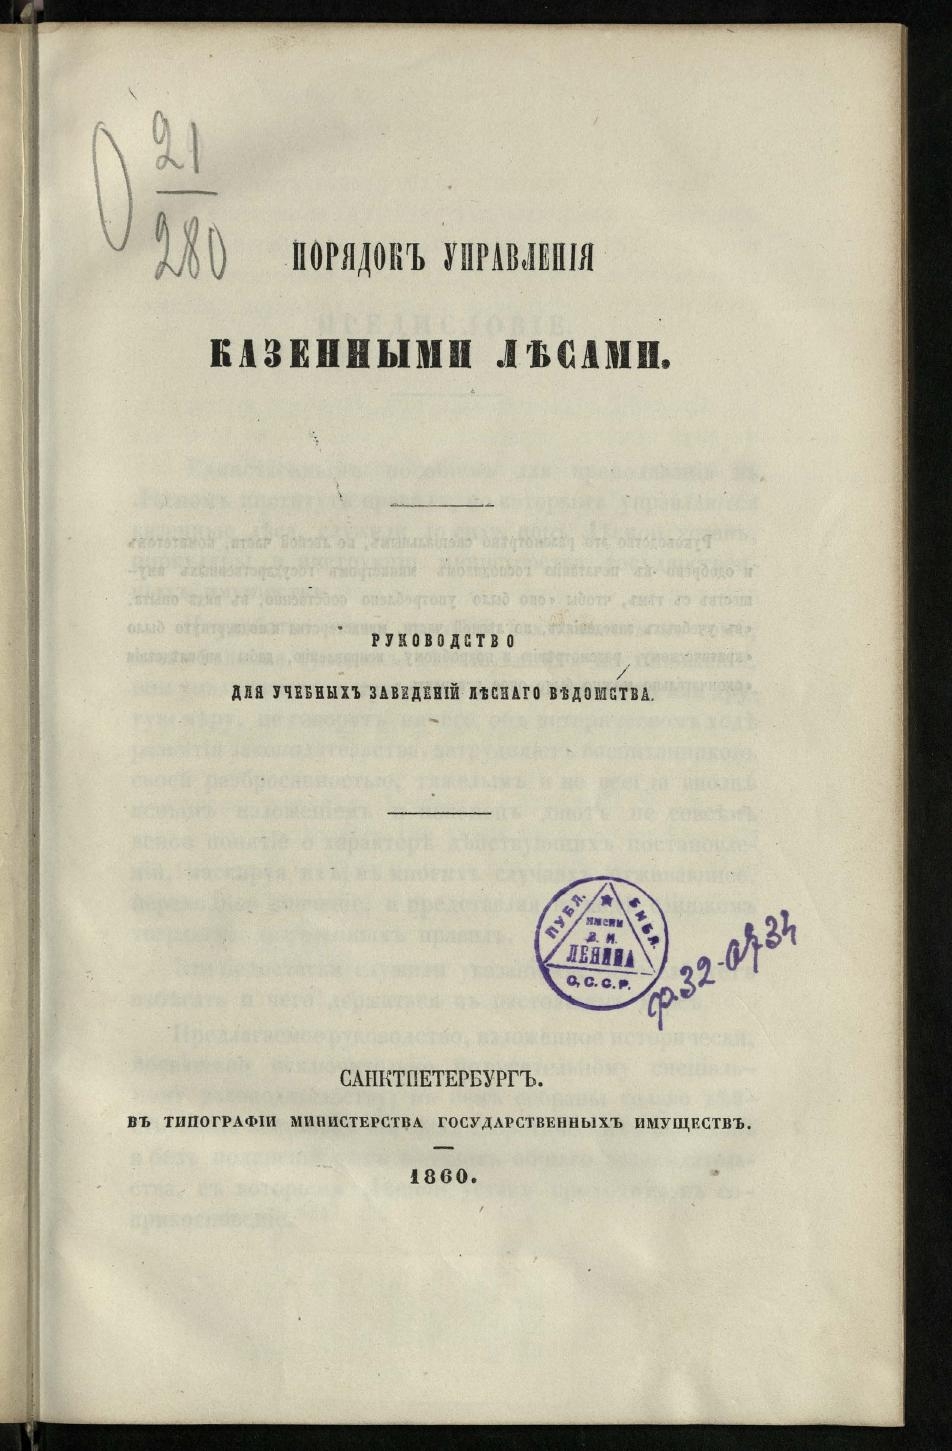 21
280
ПОРЯДОКЪ УПРАВЛЕНІЯ
КАЗЕННЫМИ ЛѢСАМИ.
РУКОВОДСТВО
ДЛЯ УЧЕБНЫХЪ ЗАВЕДЕНІЙ ЛѢСНАГО ВѢДОМСТВА.
ПУБЛ. БИБЛ.
ИМЕНИ
В. И.
ЛЕНИНА
С.С.С.Р.
САНКТПЕТЕРБУРГЪ.
ВЪ ТИПОГРАФІИ МИНИСТЕРСТВА ГОСУДАРСТВЕННЫХЪ ИМУЩЕСТВЪ.
1860.